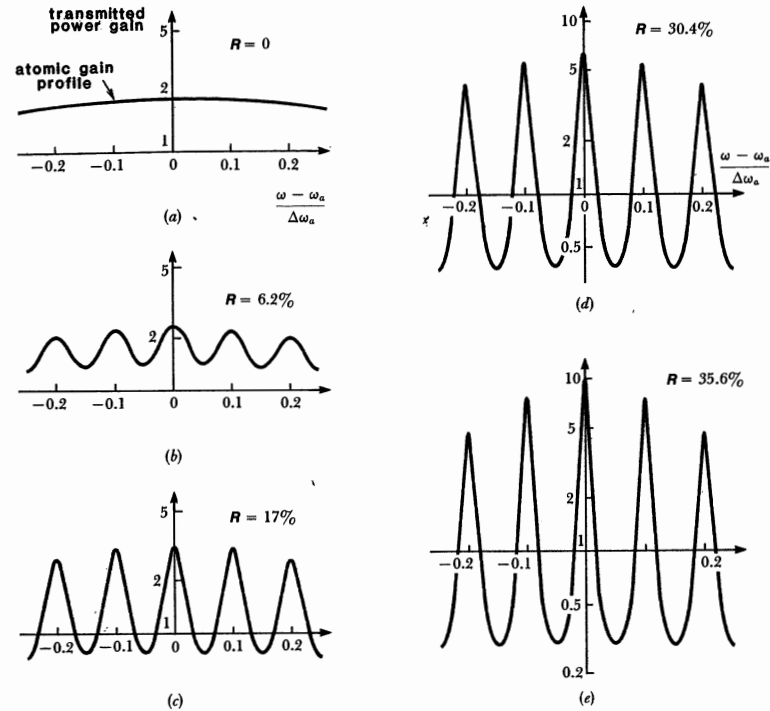 transmitted
power gain
5
R = 0
atomic gain
profile
2
1
−0.2 −0.1 0 0.1 0.2
ω − ωa
Δωa
(a)
5
R = 6.2%
2
−0.2 −0.1 0 0.1 0.2
(b)
5
R = 17%
2
1
−0.2 −0.1 0 0.1 0.2
(c)
10
R = 30.4%
5
2
ω − ωa
Δωa
1
−0.2 −0.1 0 0.1 0.2
0.5
(d)
10
R = 35.6%
5
2
1
−0.2 −0.1 0.2
0.5
0.2
(e)